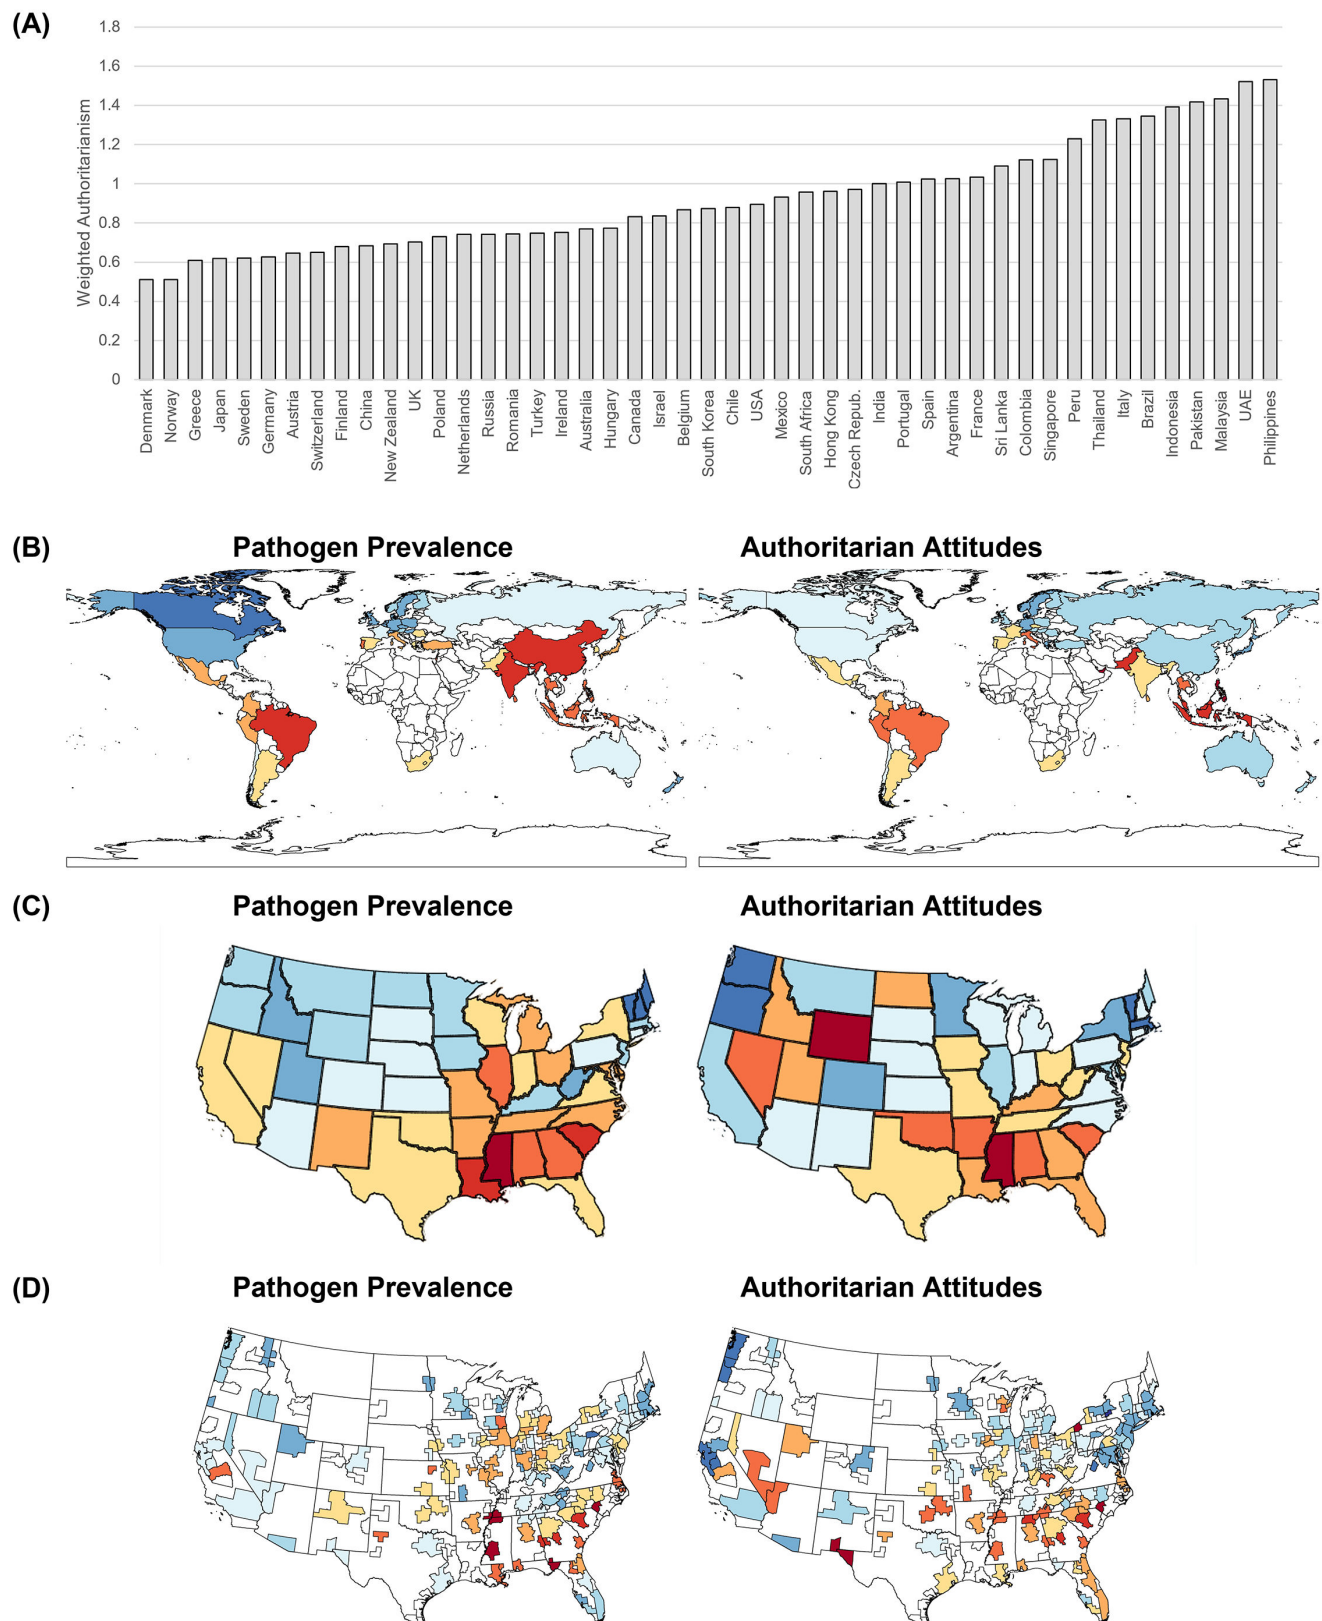 (A)
Weighted Authoritarianism
1.8
1.6
1.4
1.2
1
0.8
0.6
0.4
0.2
0
Denmark
Norway
Greece
Japan
Sweden
Germany
Austria
Switzerland
Finland
China
New Zealand
UK
Poland
Netherlands
Russia
Romania
Turkey
Ireland
Australia
Hungary
Canada
Israel
Belgium
South Korea
Chile
USA
Mexico
South Africa
Hong Kong
Czech Repub.
India
Portugal
Spain
Argentina
France
Sri Lanka
Colombia
Singapore
Peru
Thailand
Italy
Brazil
Indonesia
Pakistan
Malaysia
UAE
Philippines
(B)
Pathogen Prevalence
Authoritarian Attitudes
(C)
Pathogen Prevalence
Authoritarian Attitudes
(D)
Pathogen Prevalence
Authoritarian Attitudes